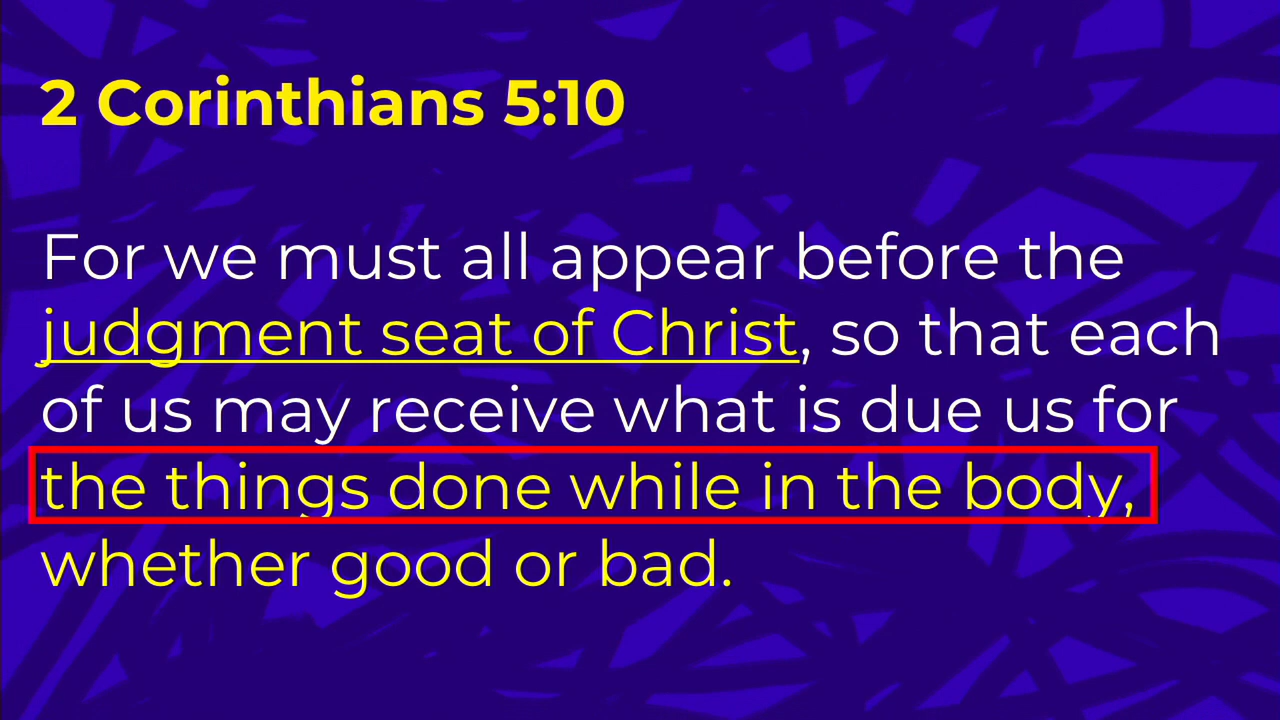 2 Corinthians 5:10
For we must all appear before the
judgment seat of Christ, so that each
of us may receive what is due us for
the things done while in the body,
whether good or bad.